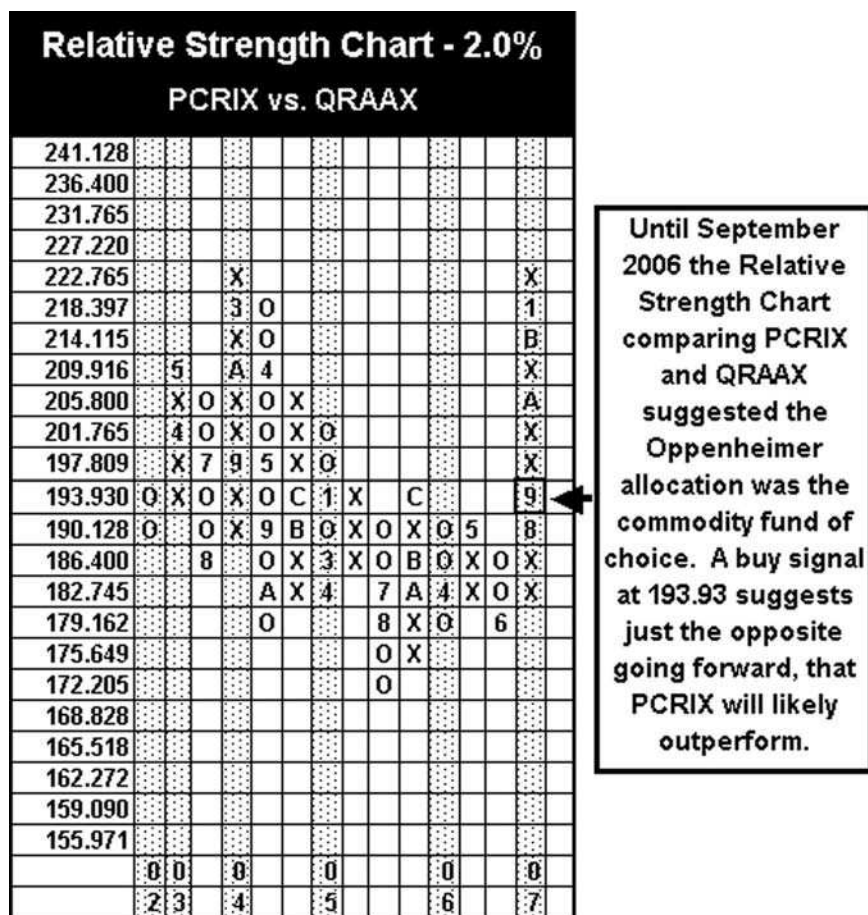 Relative Strength Chart - 2.0%
PCRIX vs. QRAAX
241.128
236.400
231.765
227.220
222.765 X X
218.397 3 O 1
214.115 X O B
209.916 5 A 4 X
205.800 X O X O X A
201.765 4 O X O X O X
197.809 X 7 9 5 X O X
193.930 O X O X O C 1 X C 9
190.128 O O X 9 B O X O X O 5 8
186.400 8 O X 3 X O B O X O X
182.745 A X 4 7 A 4 X O X
179.162 O 8 X O 6
175.649 O X
172.205 O
168.828
165.518
162.272
159.090
155.971
0 0 0 0 0 0
2 3 4 5 6 7
Until September
2006 the Relative
Strength Chart
comparing PCRIX
and QRAAX
suggested the
Oppenheimer
allocation was the
commodity fund of
choice. A buy signal
at 193.93 suggests
just the opposite
going forward, that
PCRIX will likely
outperform.